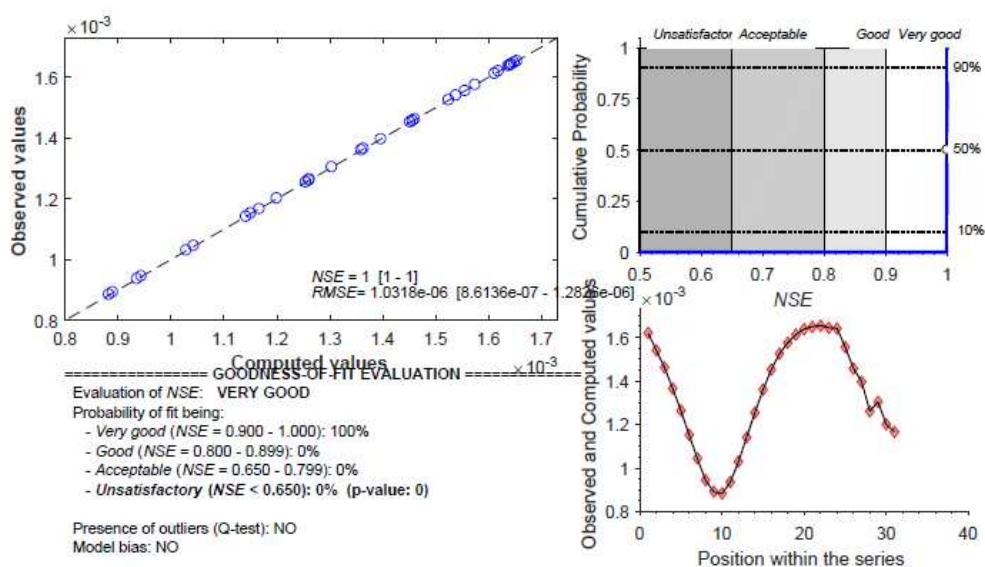 ×10⁻³
1.6
1.4
1.2
1
0.8
Observed values
NSE = 1 [1 - 1]
RMSE= 1.0318e-06 [8.6136e-07 - 1.2826e-06]
0.8 0.9 1 1.1 1.2 1.3 1.4 1.5 1.6 1.7
Computed values
×10⁻³
Unsatisfactor Acceptable Good Very good
1
0.75
0.5
0.25
0
Cumulative Probability
90%
50%
10%
0.5 0.6 0.7 0.8 0.9 1
NSE
================ GOODNESS-OF-FIT EVALUATION ================
Evaluation of NSE: VERY GOOD
Probability of fit being:
- Very good (NSE = 0.900 - 1.000): 100%
- Good (NSE = 0.800 - 0.899): 0%
- Acceptable (NSE = 0.650 - 0.799): 0%
- Unsatisfactory (NSE < 0.650): 0% (p-value: 0)
Presence of outliers (Q-test): NO
Model bias: NO
×10⁻³
1.6
1.4
1.2
1
0.8
Observed and Computed values
0 10 20 30 40
Position within the series